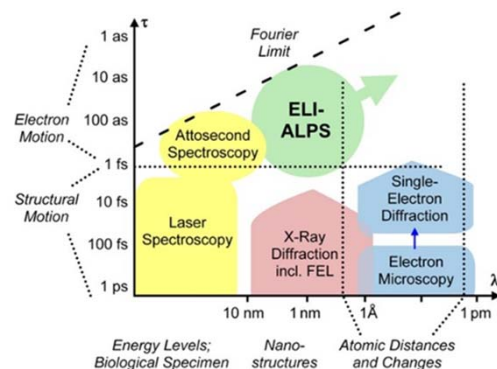 τ
Fourier
Limit
1 as
10 as
100 as
1 fs
10 fs
100 fs
1 ps
Electron
Motion
Structural
Motion
ELI-
ALPS
Attosecond
Spectroscopy
Laser
Spectroscopy
X-Ray
Diffraction
incl. FEL
Single-
Electron
Diffraction
Electron
Microscopy
10 nm
1 nm
1Å
1 pm
λ
Energy Levels;
Biological Specimen
Nano-
structures
Atomic Distances
and Changes